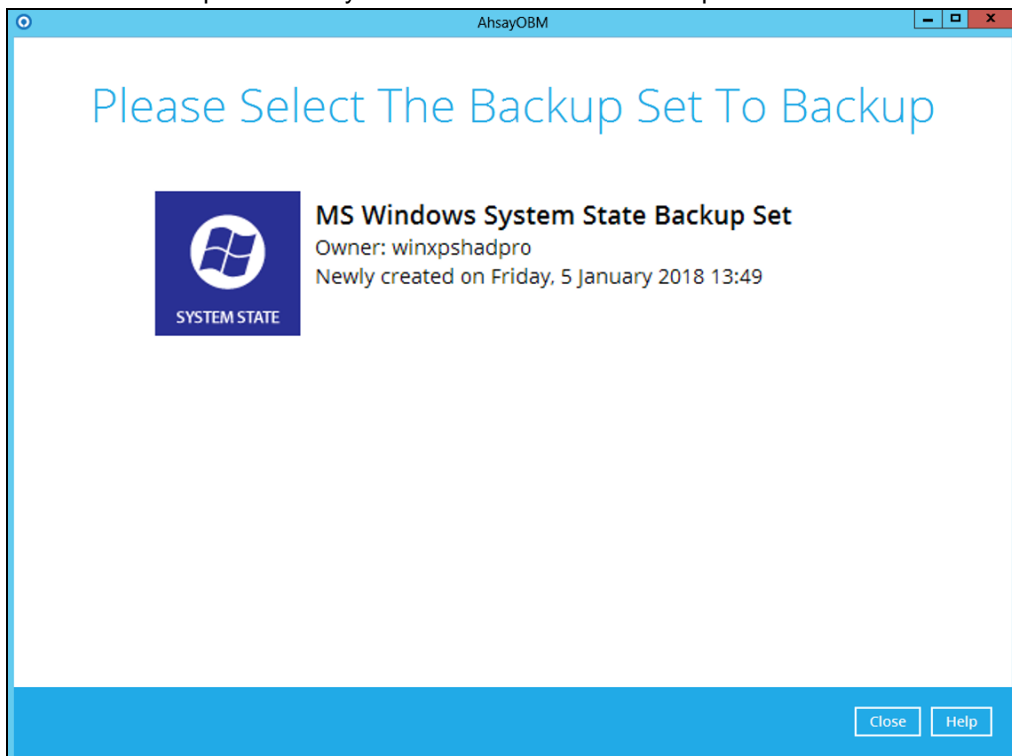 AhsayOBM
Please Select The Backup Set To Backup
MS Windows System State Backup Set
Owner: winxpshadpro
Newly created on Friday, 5 January 2018 13:49
SYSTEM STATE
Close Help